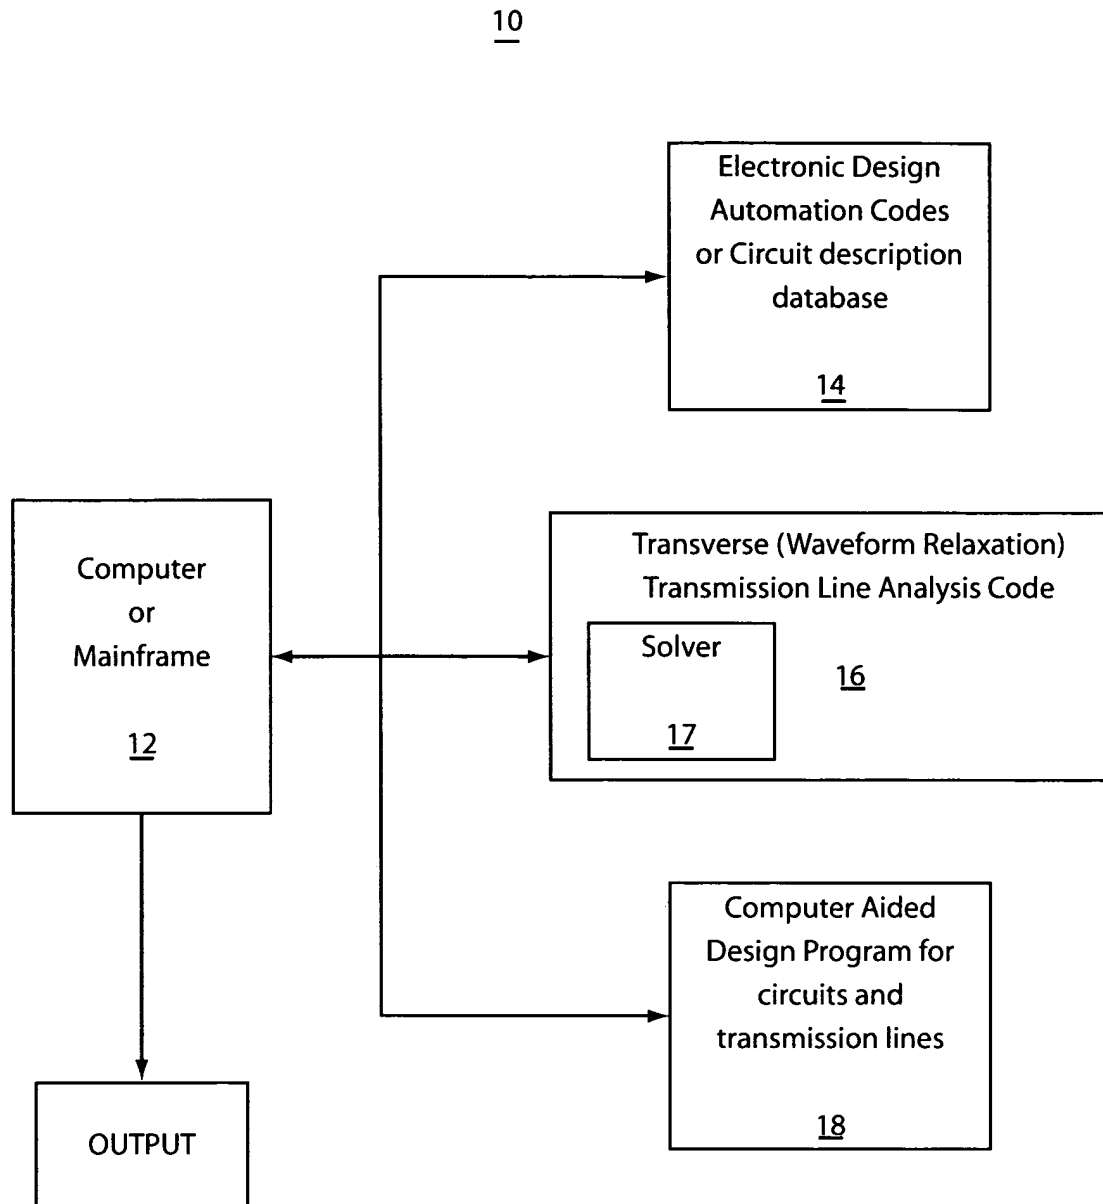 10
Electronic Design
Automation Codes
or Circuit description
database
14
Computer
or
Mainframe
12
Transverse (Waveform Relaxation)
Transmission Line Analysis Code
Solver
17
16
Computer Aided
Design Program for
circuits and
transmission lines
18
OUTPUT